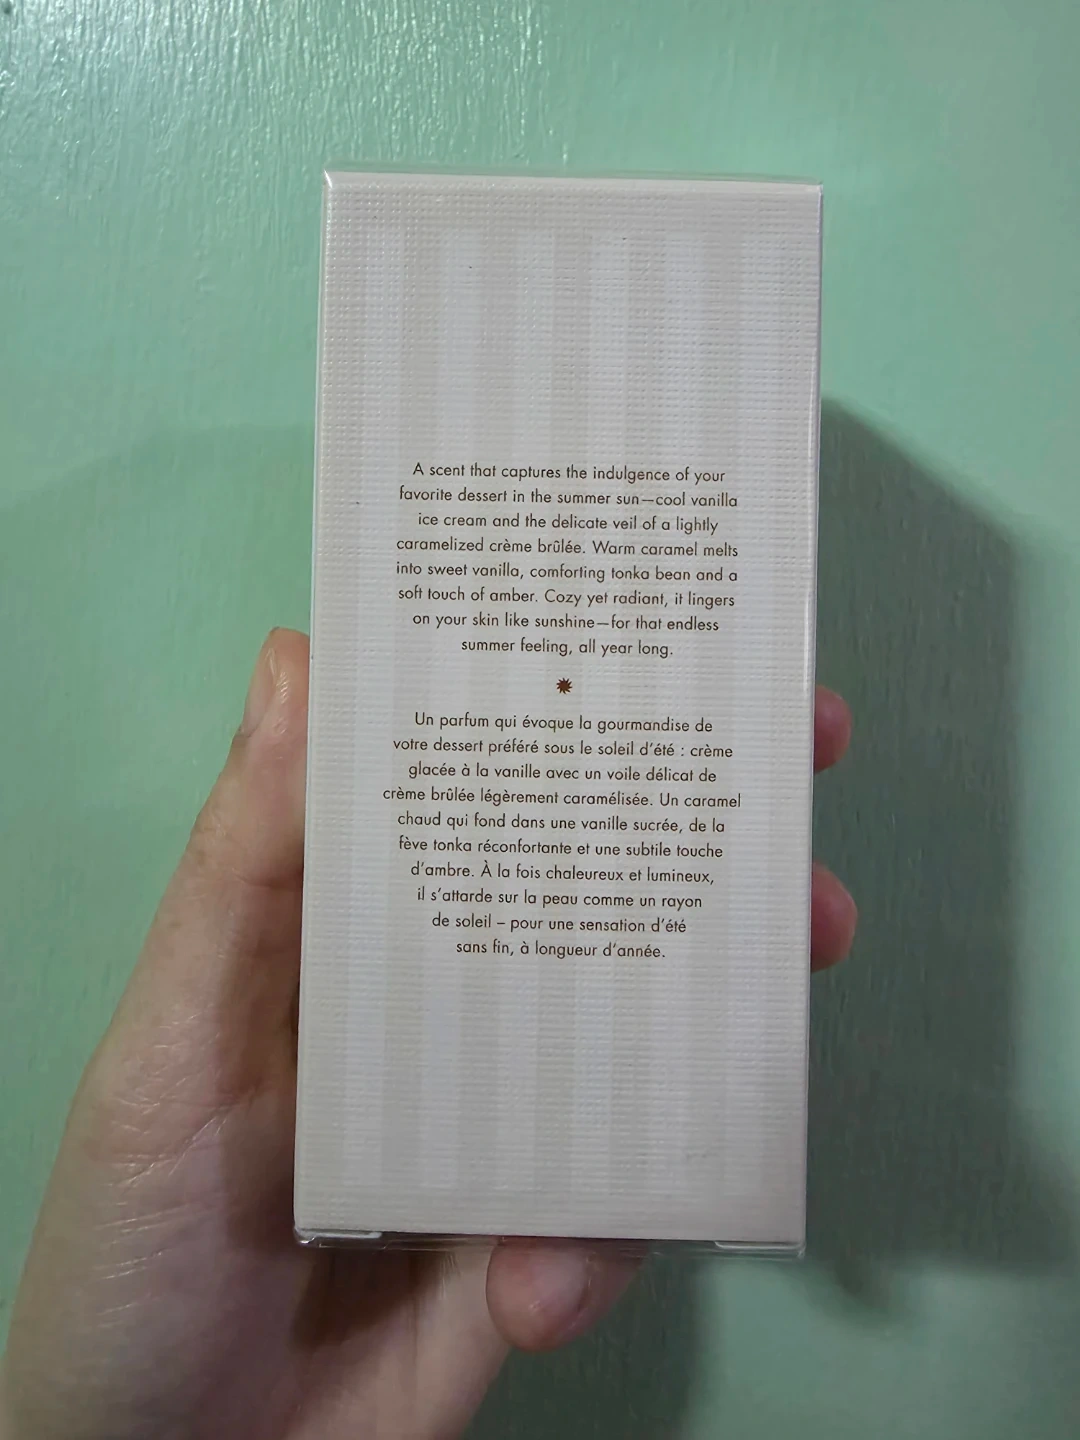 A scent that captures the indulgence of your
favorite dessert in the summer sun—cool vanilla
ice cream and the delicate veil of a lightly
caramelized crème brûlée. Warm caramel melts
into sweet vanilla, comforting tonka bean and a
soft touch of amber. Cozy yet radiant, it lingers
on your skin like sunshine—for that endless
summer feeling, all year long.
Un parfum qui évoque la gourmandise de
votre dessert préféré sous le soleil d’été : crème
glacée à la vanille avec un voile délicat de
crème brûlée légèrement caramélisée. Un caramel
chaud qui fond dans une vanille sucrée, de la
fève tonka réconfortante et une subtile touche
d’ambre. À la fois chaleureux et lumineux,
il s’attarde sur la peau comme un rayon
de soleil – pour une sensation d’été
sans fin, à longueur d’année.